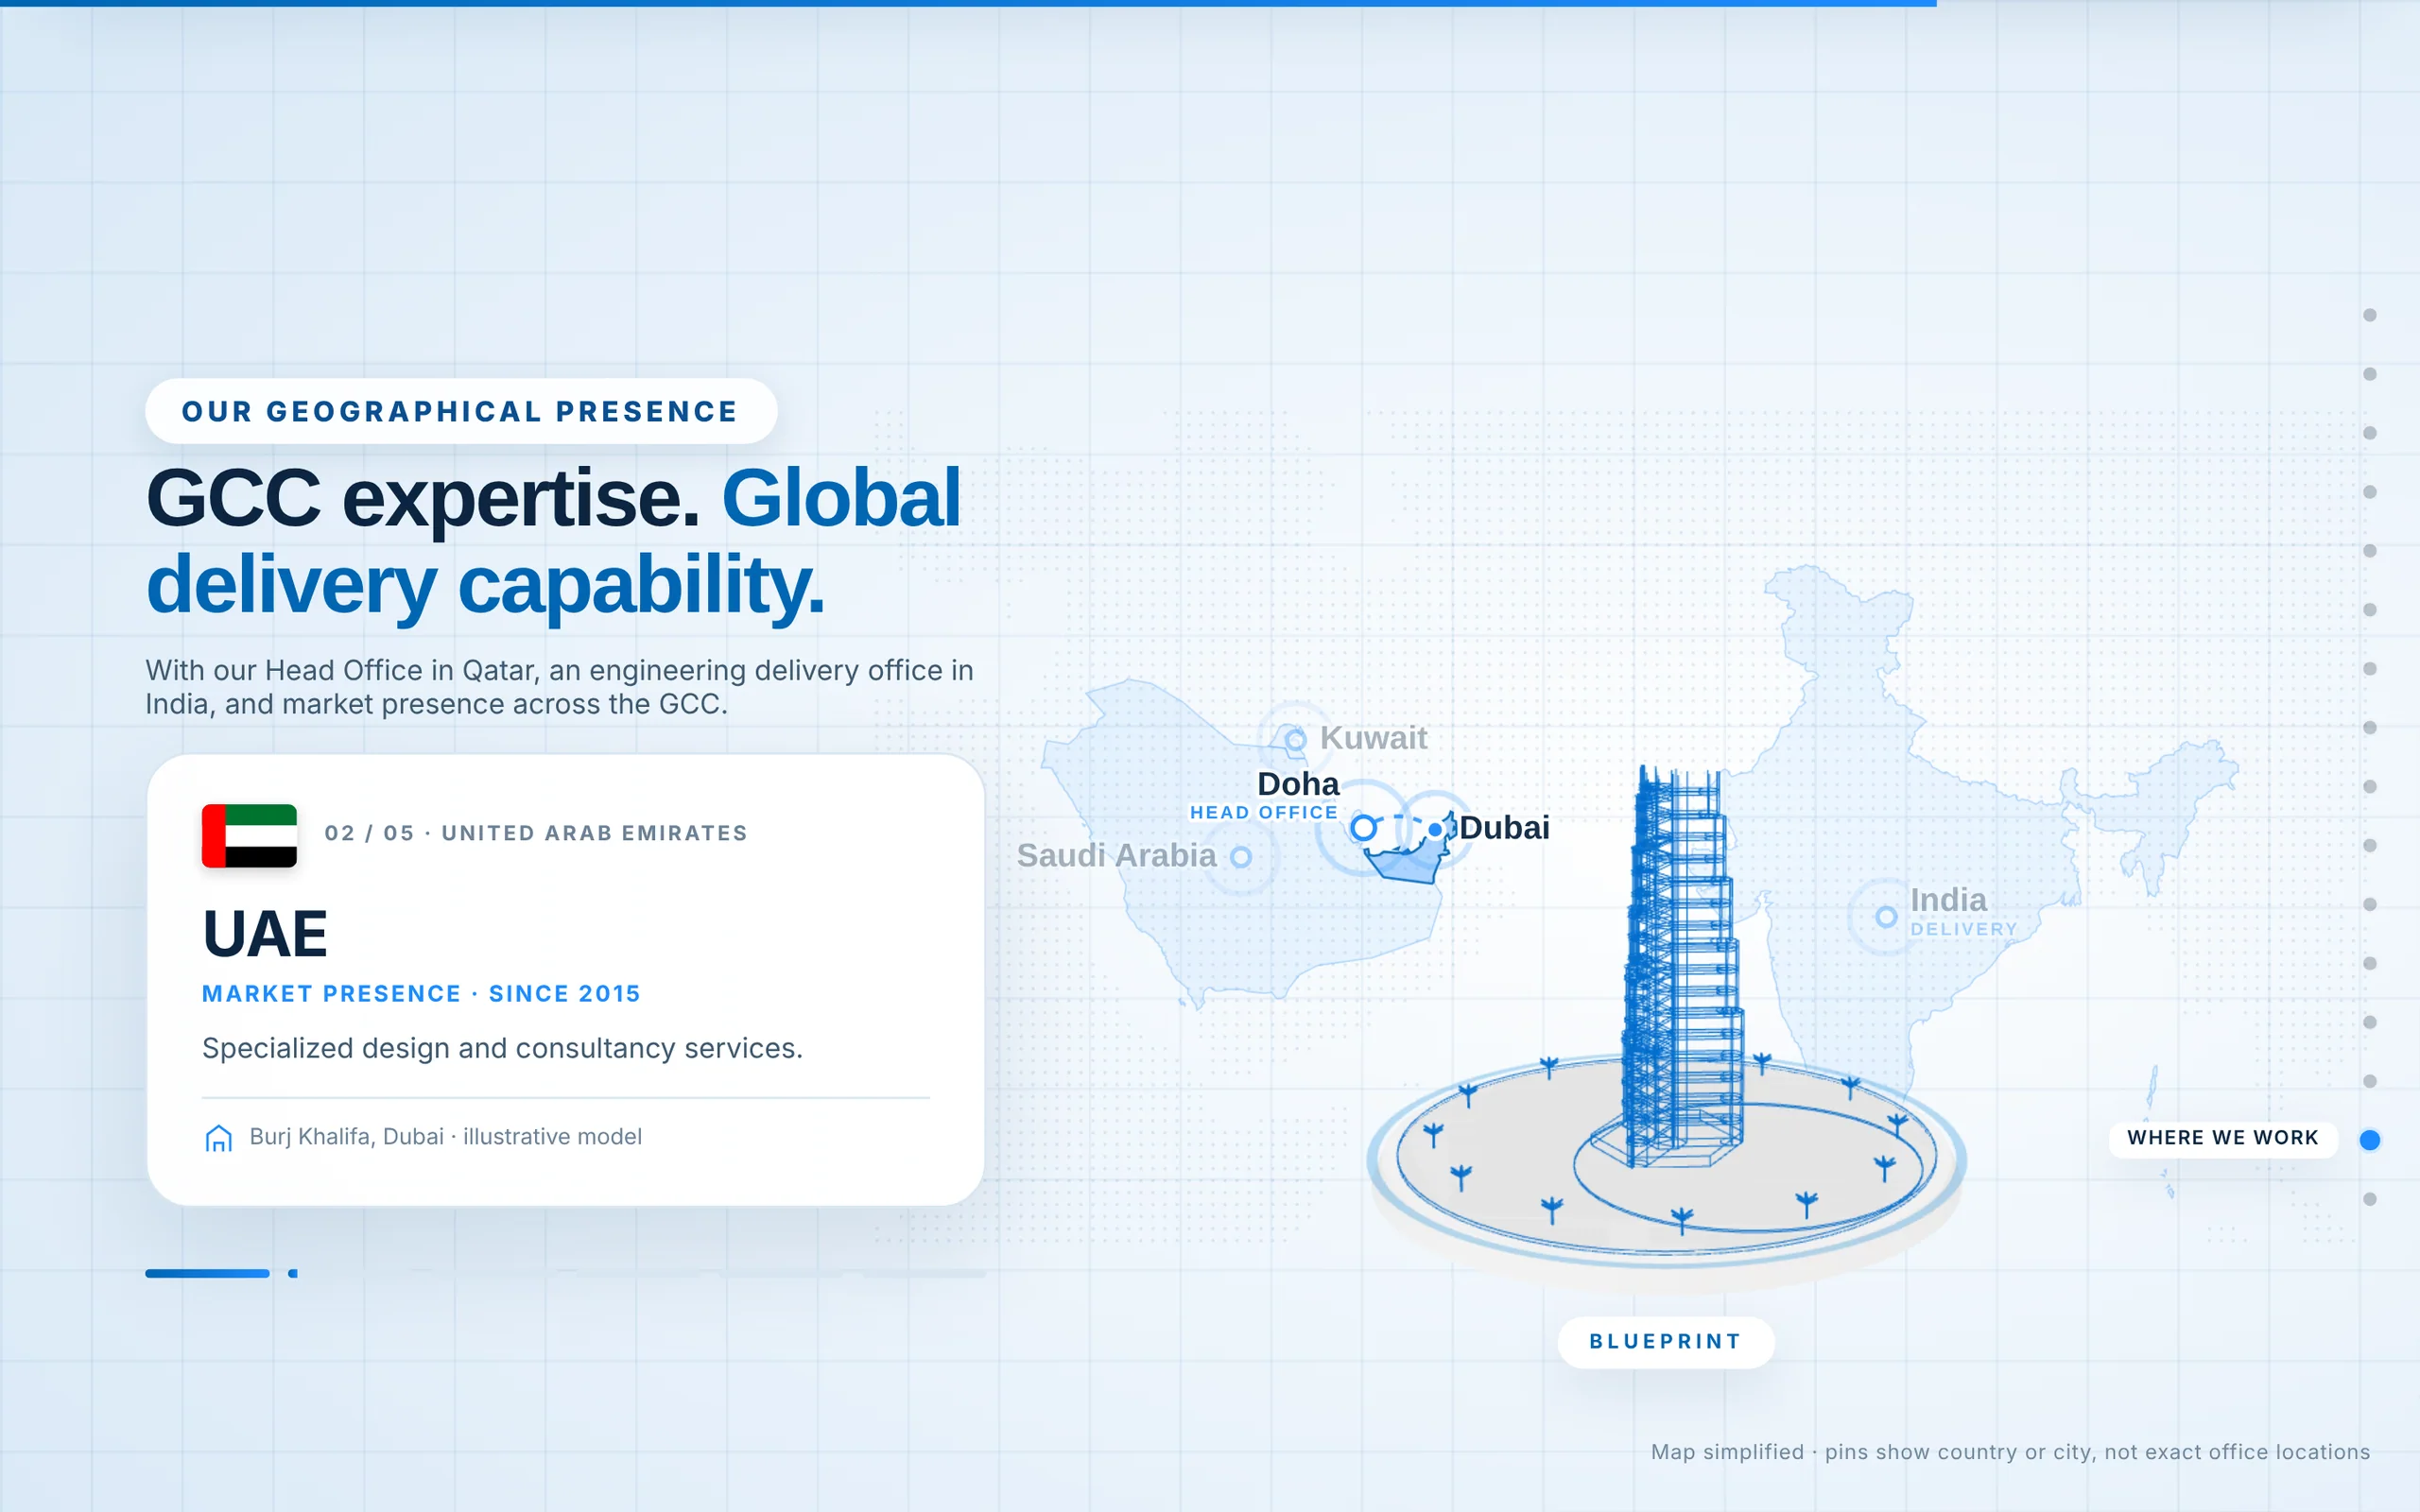 OUR GEOGRAPHICAL PRESENCE
GCC expertise. Global
delivery capability.
With our Head Office in Qatar, an engineering delivery office in
India, and market presence across the GCC.
02 / 05 · UNITED ARAB EMIRATES
UAE
MARKET PRESENCE · SINCE 2015
Specialized design and consultancy services.
Burj Khalifa, Dubai · illustrative model
Kuwait
Doha
HEAD OFFICE
Dubai
Saudi Arabia
India
DELIVERY
WHERE WE WORK
BLUEPRINT
Map simplified · pins show country or city, not exact office locations